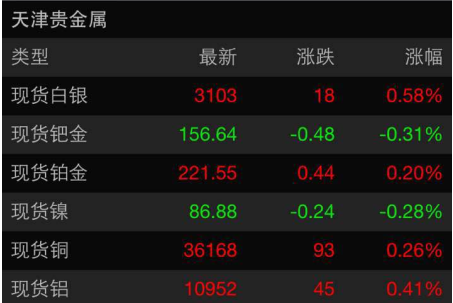 天津贵金属
类型 最新 涨跌 涨幅
现货白银 3103 18 0.58%
现货钯金 156.64 -0.48 -0.31%
现货铂金 221.55 0.44 0.20%
现货镍 86.88 -0.24 -0.28%
现货铜 36168 93 0.26%
现货铝 10952 45 0.41%